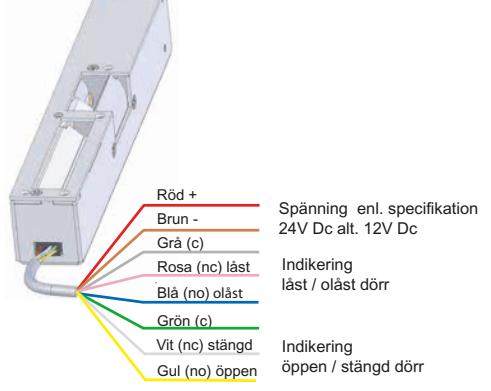 Röd +
Brun -
Grå (c)
Rosa (nc) låst
Blå (no) olåst
Grön (c)
Vit (nc) stängd
Gul (no) öppen
Spänning enl. specifikation
24V Dc alt. 12V Dc
Indikering
låst / olåst dörr
Indikering
öppen / stängd dörr